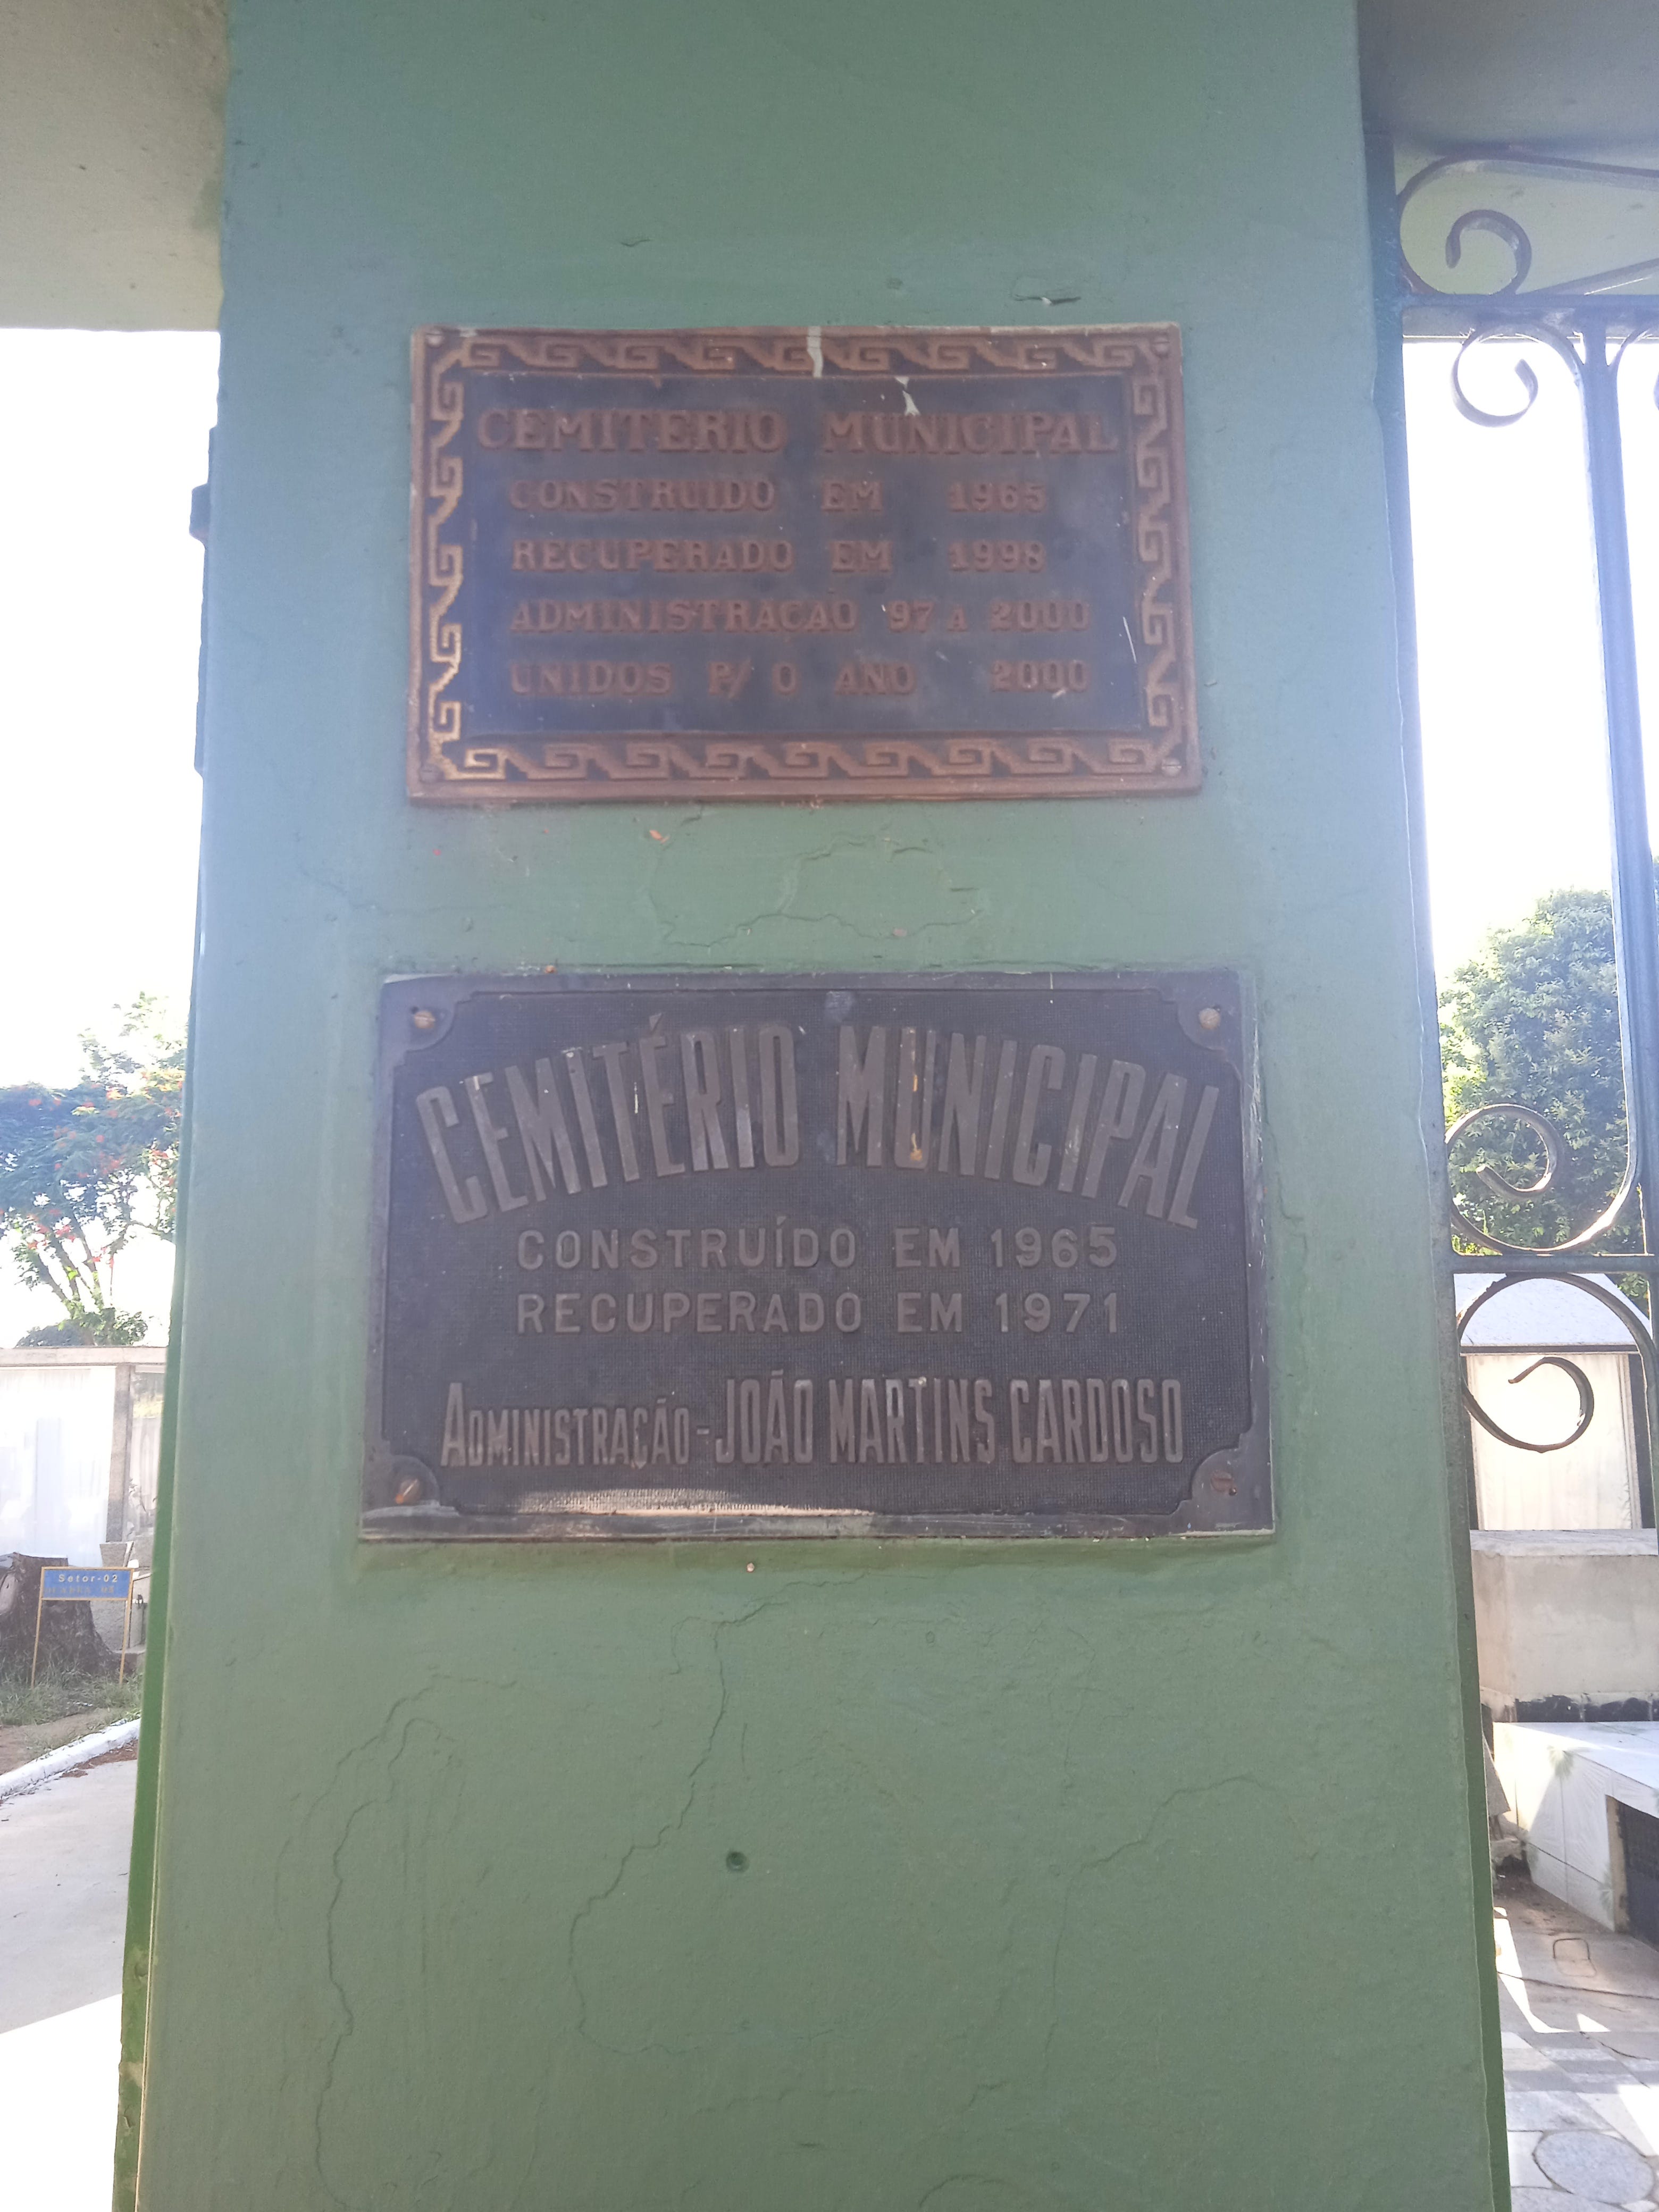 CEMITERIO MUNICIPAL
CONSTRUIDO EM 1965
RECUPERADO EM 1998
ADMINISTRAÇAO 97 A 2000
UNIDOS P/ O ANO 2000
CEMITÉRIO MUNICIPAL
CONSTRUÍDO EM 1965
RECUPERADO EM 1971
ADMINISTRAÇÃO-JOÃO MARTINS CARDOSO
Setor-02